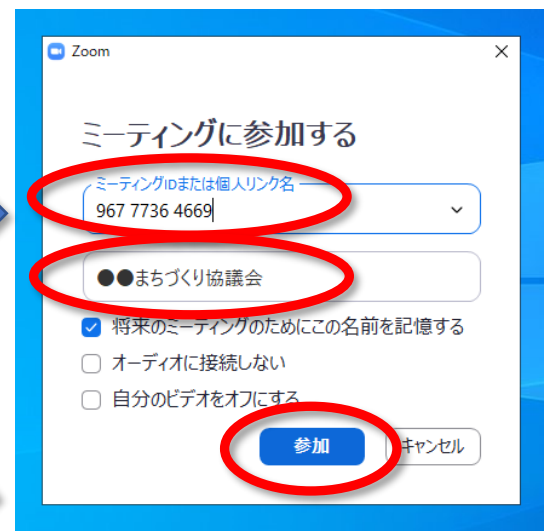 Zoom
ミーティングに参加する
ミーティングIDまたは個人リンク名
967 7736 4669
●●まちづくり協議会
将来のミーティングのためにこの名前を記憶する
オーディオに接続しない
自分のビデオをオフにする
参加 キャンセル